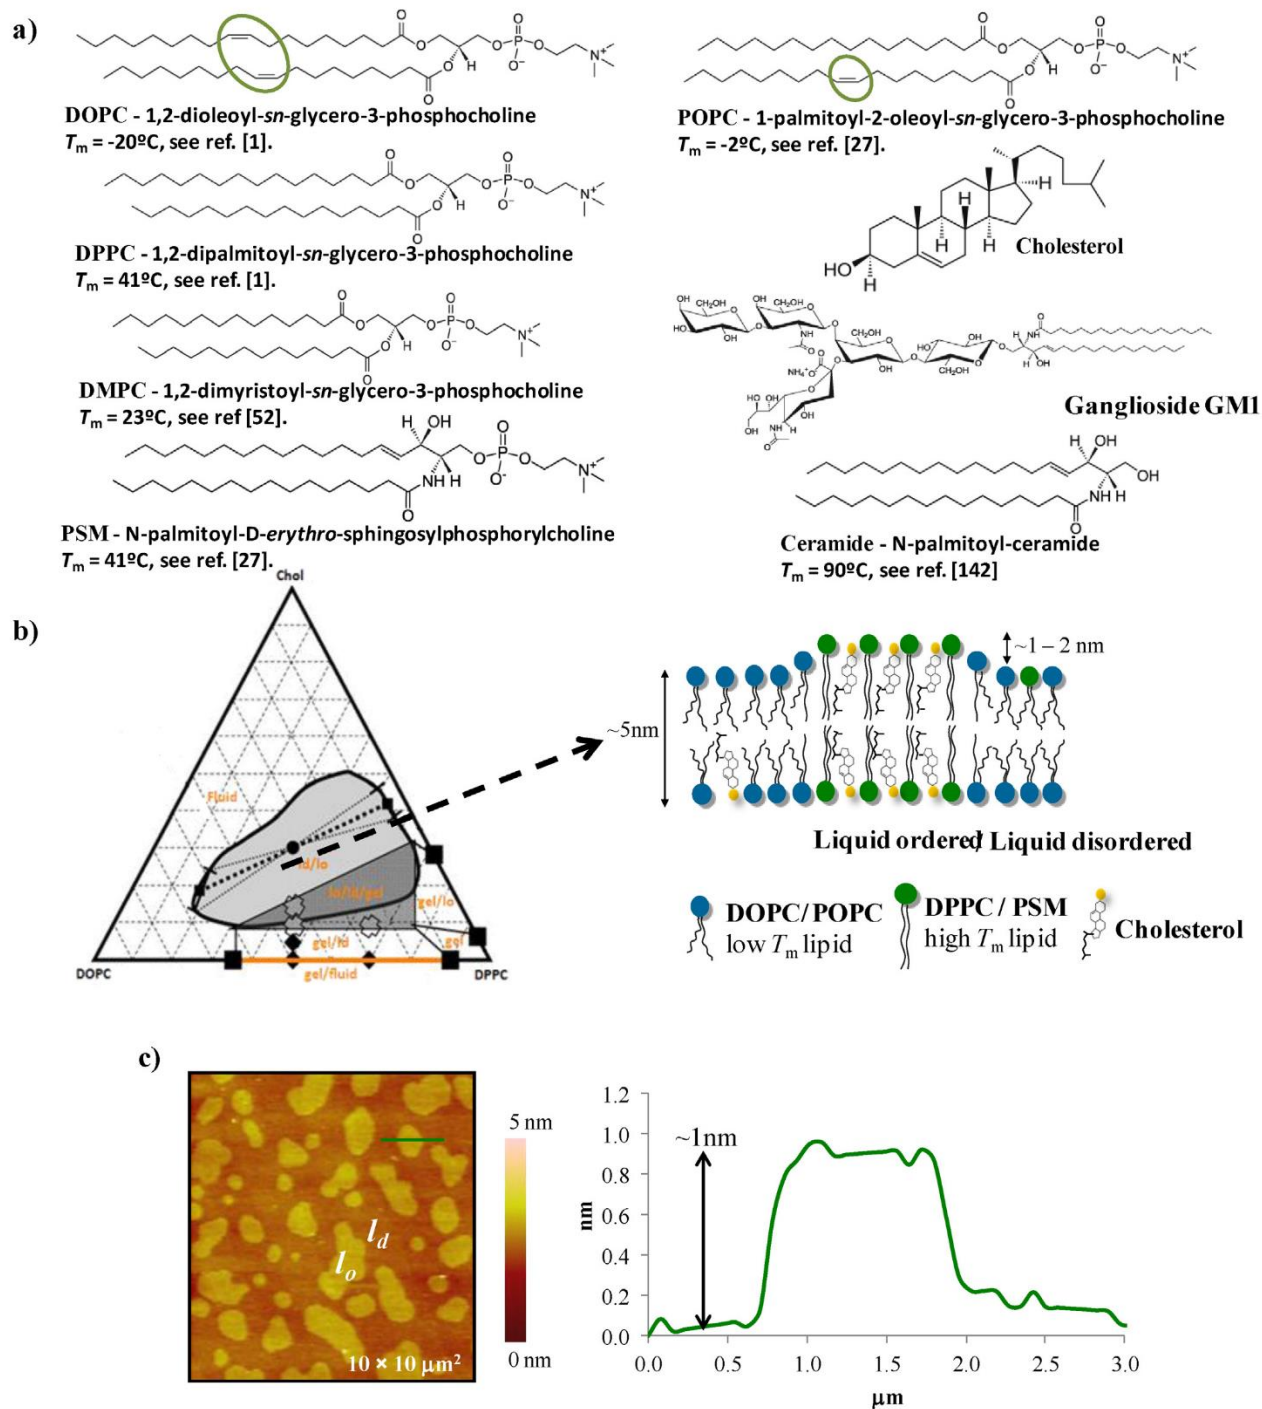 a)
DOPC - 1,2-dioleoyl-sn-glycero-3-phosphocholine
Tm = -20ºC, see ref. [1].
POPC - 1-palmitoyl-2-oleoyl-sn-glycero-3-phosphocholine
Tm = -2ºC, see ref. [27].
DPPC - 1,2-dipalmitoyl-sn-glycero-3-phosphocholine
Tm = 41ºC, see ref. [1].
Cholesterol
DMPC - 1,2-dimyristoyl-sn-glycero-3-phosphocholine
Tm = 23ºC, see ref [52].
Ganglioside GM1
PSM - N-palmitoyl-D-erythro-sphingosylphosphorylcholine
Tm = 41ºC, see ref. [27].
Ceramide - N-palmitoyl-ceramide
Tm = 90ºC, see ref. [142]
b)
Chol
Fluid
ld/lo
lo/ld/gel
gel/lo
gel/ld
gel
DOPC
gel/fluid
DPPC
~1 – 2 nm
~5nm
Liquid ordered/ Liquid disordered
DOPC/POPC
low Tm lipid
DPPC/PSM
high Tm lipid
Cholesterol
c)
5 nm
0 nm
ld
lo
10 × 10 μm²
1.2
1.0
0.8
0.6
0.4
0.2
0.0
nm
~1nm
0.0 0.5 1.0 1.5 2.0 2.5 3.0
μm